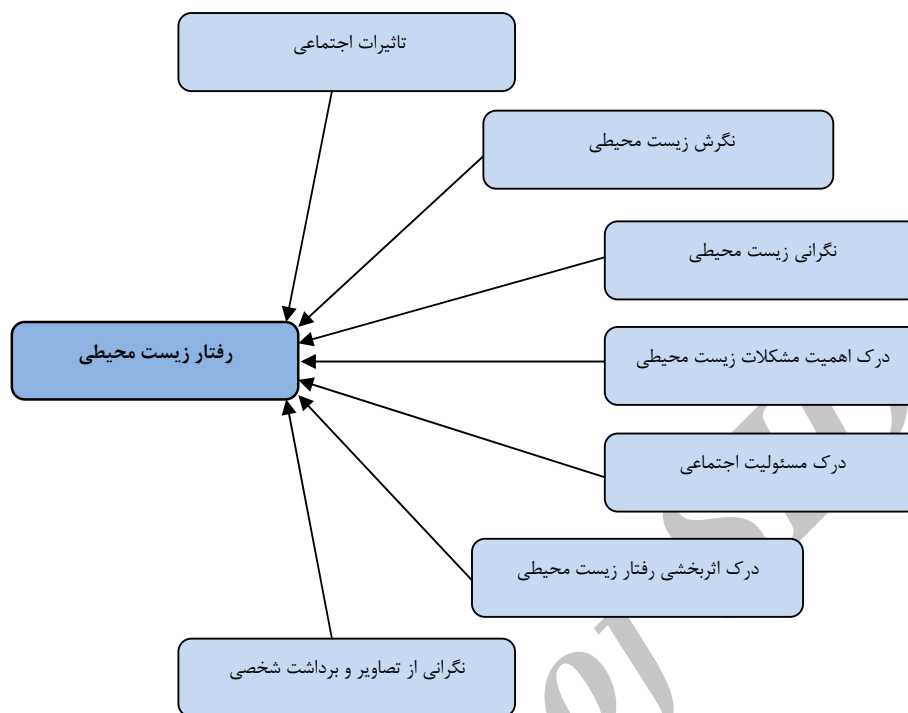 تاثیرات اجتماعی
نگرش زیست محیطی
نگرانی زیست محیطی
رفتار زیست محیطی
درک اهمیت مشکلات زیست محیطی
درک مسئولیت اجتماعی
درک اثربخشی رفتار زیست محیطی
نگرانی از تصاویر و برداشت شخصی